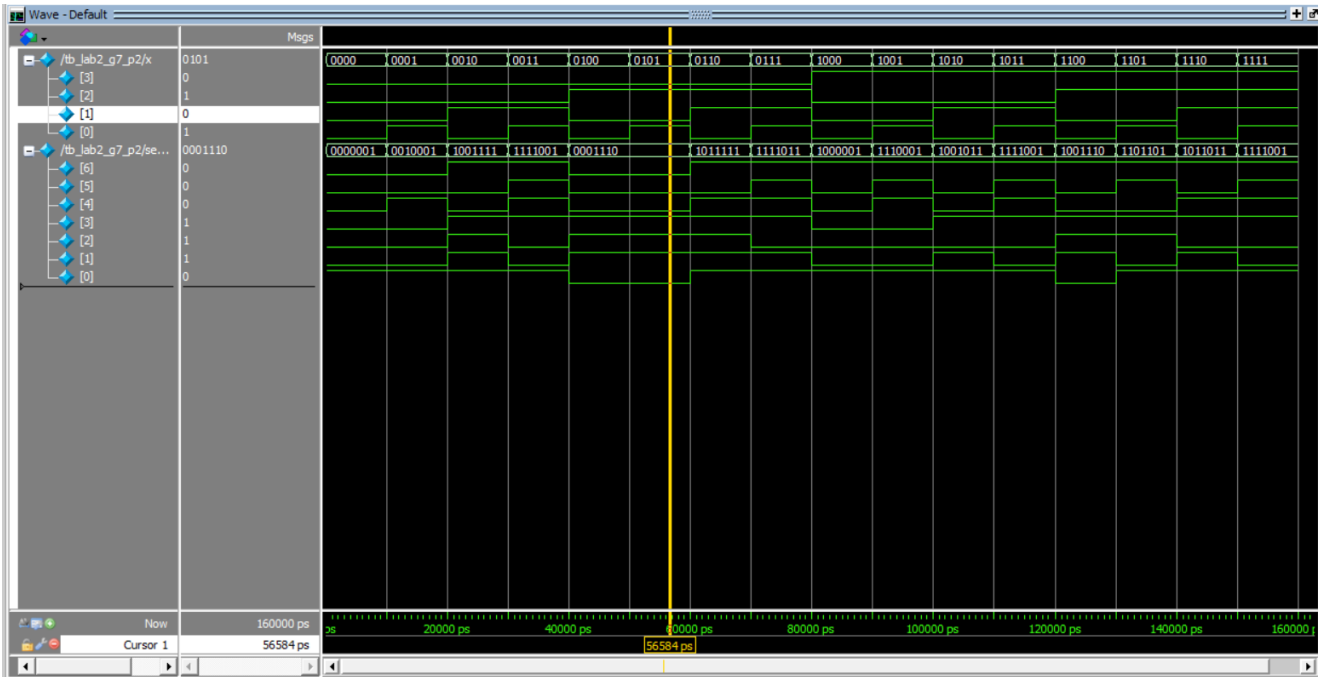 Wave - Default
Msgs
/tb_lab2_g7_p2/x 0101 0000 0001 0010 0011 0100 0101 0110 0111 1000 1001 1010 1011 1100 1101 1110 1111
[3] 0
[2] 1
[1] 0
[0] 1
/tb_lab2_g7_p2/se... 0001110 0000001 0010001 1001111 1111001 0001110 1011111 1111011 1000001 1110001 1001011 1111001 1001110 1101101 1011011 1111001
[6] 0
[5] 0
[4] 0
[3] 1
[2] 1
[1] 1
[0] 0
Now 160000 ps ps 20000 ps 40000 ps 60000 ps 80000 ps 100000 ps 120000 ps 140000 ps 160000 p
Cursor 1 56584 ps 56584 ps